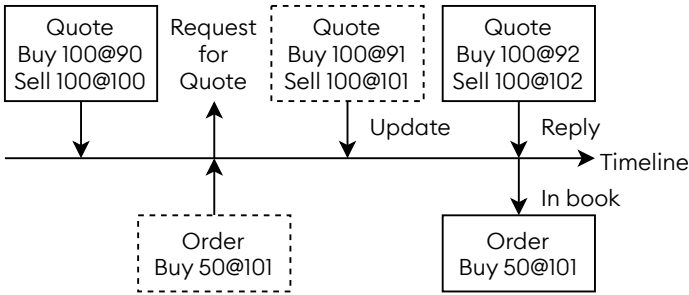 Quote
Buy 100@90
Sell 100@100
Request
for
Quote
Quote
Buy 100@91
Sell 100@101
Quote
Buy 100@92
Sell 100@102
Update
Reply
Timeline
In book
Order
Buy 50@101
Order
Buy 50@101